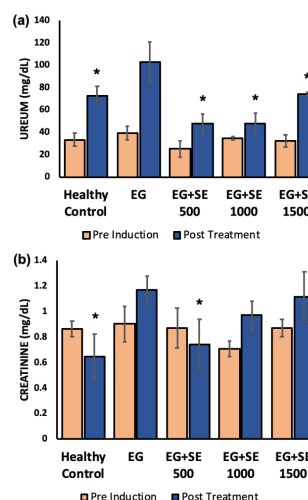 (a)
140
120
100
80
60
40
20
0
UREUM (mg/dL)
*
*
*
*
Healthy Control
EG
EG+SE 500
EG+SE 1000
EG+S 1500
Pre Induction Post Treatment
(b)
1.4
1.2
1
0.8
0.6
0.4
0.2
0
CREATININE (mg/dL)
*
*
Healthy Control
EG
EG+SE 500
EG+SE 1000
EG+SE 1500
Pre Induction Post Treatment